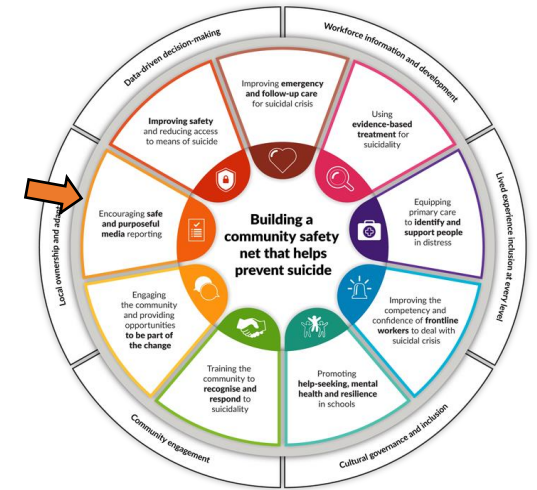 Data-driven decision-making
Workforce information and development
Lived experience inclusion at every level
Cultural governance and inclusion
Community engagement
Local ownership and
Improving emergency
and follow-up care
for suicidal crisis
Using
evidence-based
treatment for
suicidality
Equipping
primary care
to identify and
support people
in distress
Improving the
competency and
confidence of frontline
workers to deal with
suicidal crisis
Promoting
help-seeking, mental
health and resilience
in schools
Training the
community to
recognise and
respond to
suicidality
Engaging
the community
and providing
opportunities
to be part of
the change
Encouraging safe
and purposeful
media reporting
Improving safety
and reducing access
to means of suicide
Building a
community safety
net that helps
prevent suicide